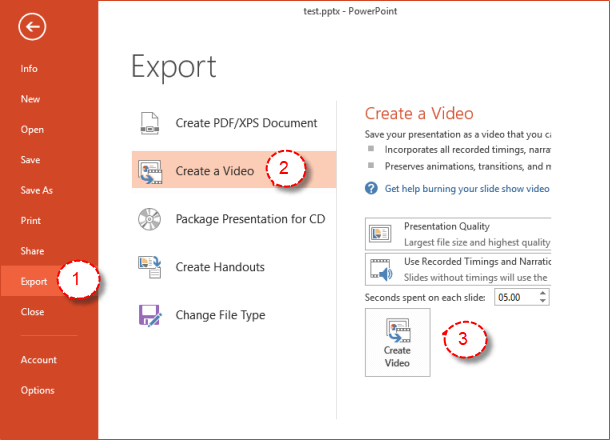 test.pptx - PowerPoint
Info
New
Open
Save
Save As
Print
Share
Export
1
Close
Account
Options
Export
Create PDF/XPS Document
Create a Video
2
Package Presentation for CD
Create Handouts
Change File Type
Create a Video
Save your presentation as a video that you
Incorporates all recorded timings,
Preserves animations, transitions, and
Get help burning your slide show video
Presentation Quality
Largest file size and highest quality
Use Recorded Timings and
Slides without timings will use the
Seconds spent on each slide: 05.00
Create
Video
3